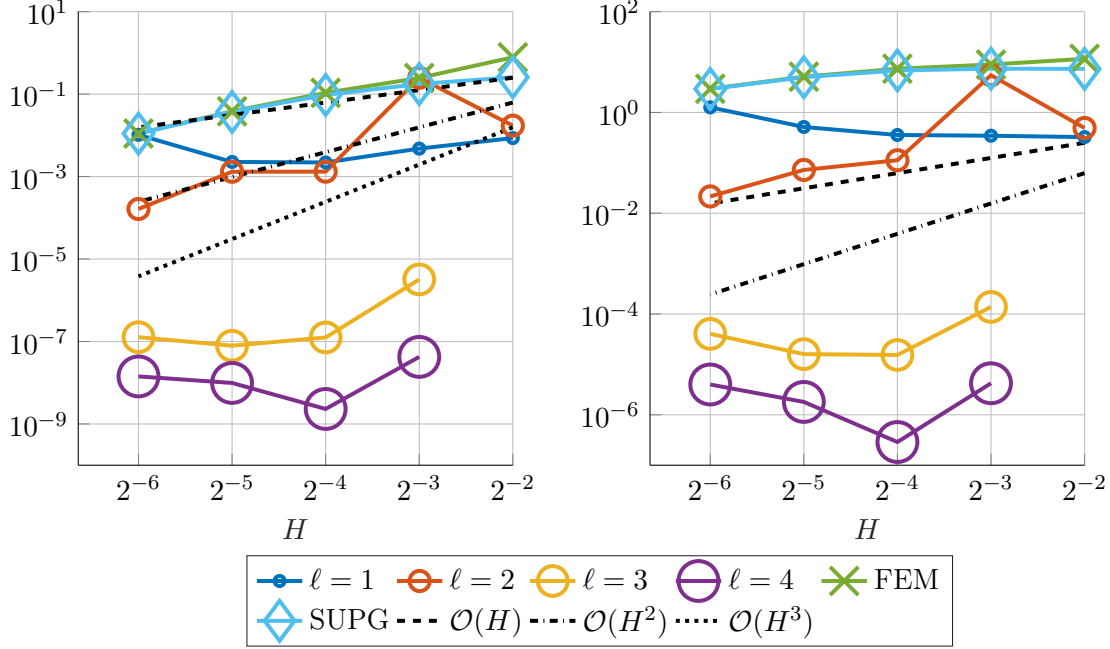 10^1
10^{-1}
10^{-3}
10^{-5}
10^{-7}
10^{-9}
2^{-6} 2^{-5} 2^{-4} 2^{-3} 2^{-2}
H
10^2
10^0
10^{-2}
10^{-4}
10^{-6}
2^{-6} 2^{-5} 2^{-4} 2^{-3} 2^{-2}
H
ℓ = 1 ℓ = 2 ℓ = 3 ℓ = 4 FEM
SUPG 𝒪(H) 𝒪(H^2) 𝒪(H^3)